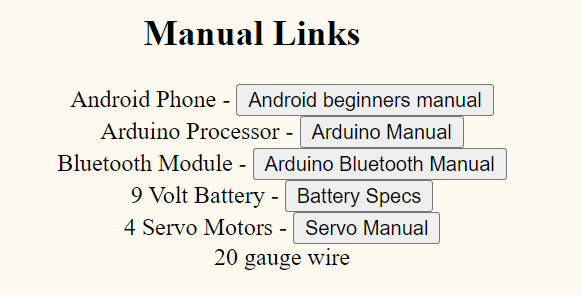 Manual Links
Android Phone - Android beginners manual
Arduino Processor - Arduino Manual
Bluetooth Module - Arduino Bluetooth Manual
9 Volt Battery - Battery Specs
4 Servo Motors - Servo Manual
20 gauge wire